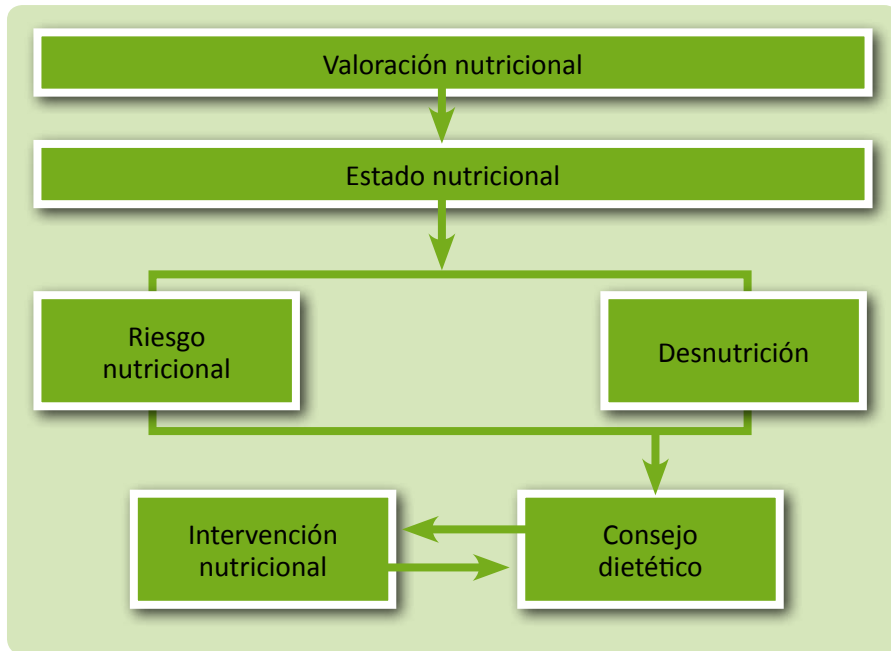 Valoración nutricional
Estado nutricional
Riesgo
nutricional
Desnutrición
Intervención
nutricional
Consejo
dietético